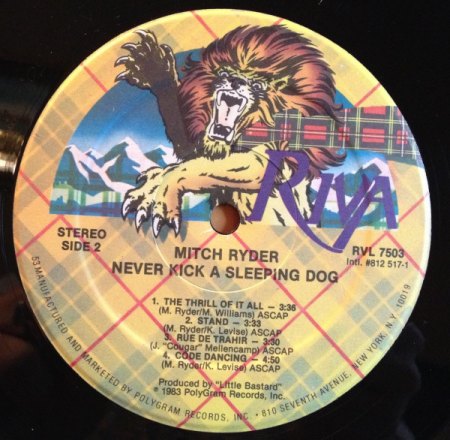 RIVA
STEREO
SIDE 2
RVL 7503
Intl. #812 517-1
MITCH RYDER
NEVER KICK A SLEEPING DOG
1. THE THRILL OF IT ALL – 3:36
(M. Ryder/M. Williams) ASCAP
2. STAND – 3:33
(M. Ryder/K. Levise) ASCAP
3. RUE DE TRAHIR – 3:30
(J. "Cougar" Mellencamp) ASCAP
4. CODE DANCING – 4:50
(M. Ryder/K. Levise) ASCAP
Produced by "Little Bastard"
℗1983 PolyGram Records, Inc.
53 MANUFACTURED AND MARKETED BY POLYGRAM RECORDS, INC. · 810 SEVENTH AVENUE, NEW YORK, N.Y. 10019